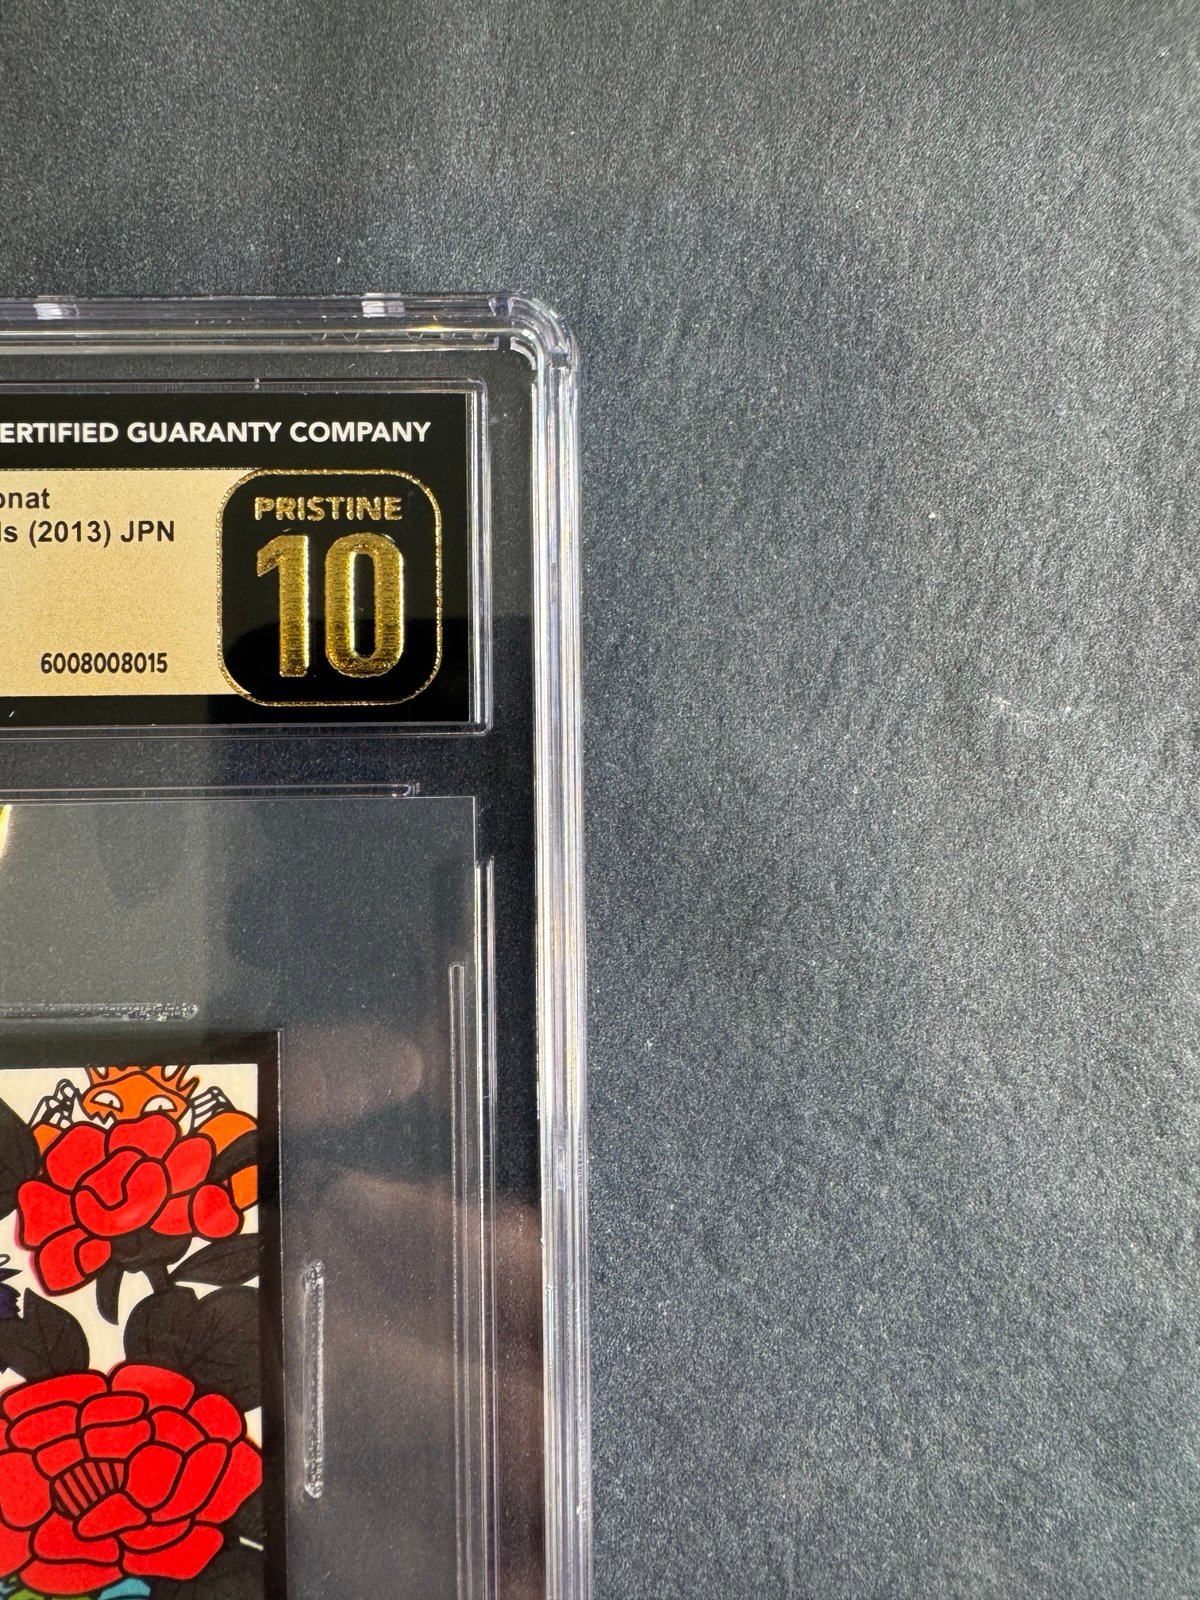 ERTIFIED GUARANTY COMPANY
onat
ls (2013) JPN
PRISTINE
10
6008008015